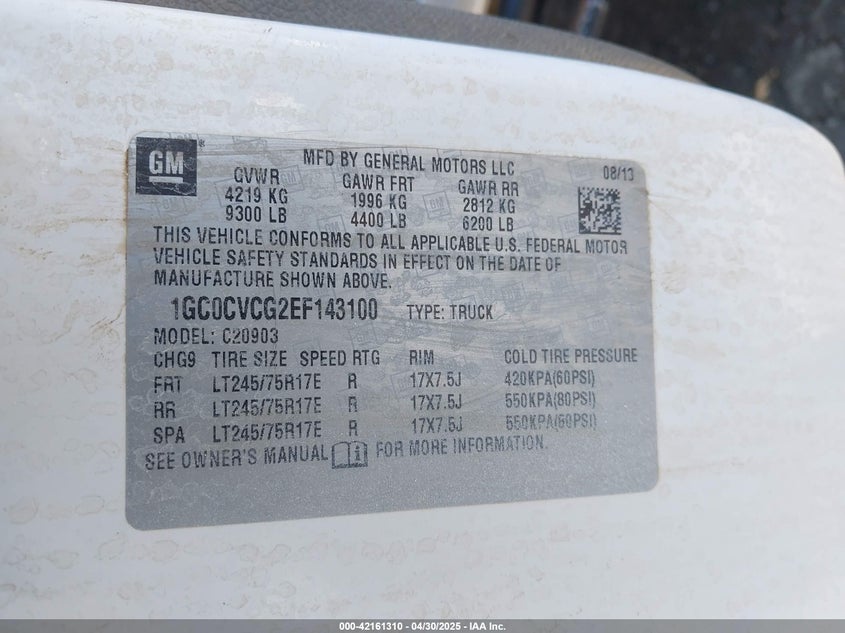 GM
MFD BY GENERAL MOTORS LLC
08/13
GVWR GAWR FRT GAWR RR
4219 KG 1996 KG 2812 KG
9300 LB 4400 LB 6200 LB
THIS VEHICLE CONFORMS TO ALL APPLICABLE U.S. FEDERAL MOTOR
VEHICLE SAFETY STANDARDS IN EFFECT ON THE DATE OF
MANUFACTURE SHOWN ABOVE.
1GC0CVCG2EF143100 TYPE: TRUCK
MODEL: C20903
CHG9 TIRE SIZE SPEED RTG RIM COLD TIRE PRESSURE
FRT LT245/75R17E R 17X7.5J 420KPA(60PSI)
RR LT245/75R17E R 17X7.5J 550KPA(80PSI)
SPA LT245/75R17E R 17X7.5J 550KPA(80PSI)
SEE OWNER'S MANUAL FOR MORE INFORMATION.
000-42161310 - 04/30/2025 - IAA Inc.